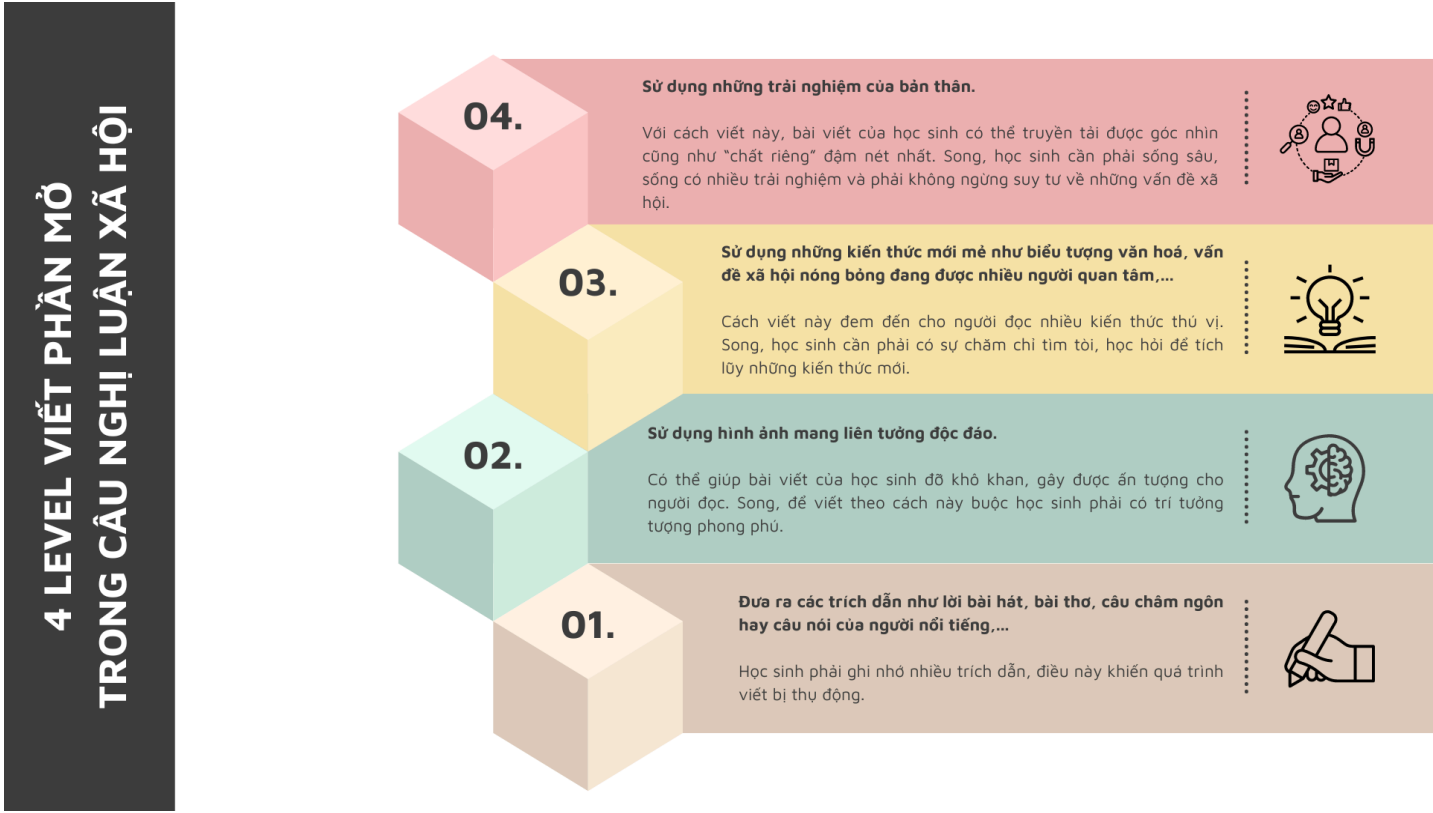 4 LEVEL VIẾT PHẦN MỞ
TRONG CÂU NGHỊ LUẬN XÃ HỘI
04.
Sử dụng những trải nghiệm của bản thân.
Với cách viết này, bài viết của học sinh có thể truyền tải được góc nhìn
cũng như “chất riêng” đậm nét nhất. Song, học sinh cần phải sống sâu,
sống có nhiều trải nghiệm và phải không ngừng suy tư về những vấn đề xã
hội.
03.
Sử dụng những kiến thức mới mẻ như biểu tượng văn hoá, vấn
đề xã hội nóng bỏng đang được nhiều người quan tâm,...
Cách viết này đem đến cho người đọc nhiều kiến thức thú vị.
Song, học sinh cần phải có sự chăm chỉ tìm tòi, học hỏi để tích
lũy những kiến thức mới.
02.
Sử dụng hình ảnh mang liên tưởng độc đáo.
Có thể giúp bài viết của học sinh đỡ khô khan, gây được ấn tượng cho
người đọc. Song, để viết theo cách này buộc học sinh phải có trí tưởng
tượng phong phú.
01.
Đưa ra các trích dẫn như lời bài hát, bài thơ, câu châm ngôn
hay câu nói của người nổi tiếng,...
Học sinh phải ghi nhớ nhiều trích dẫn, điều này khiến quá trình
viết bị thụ động.